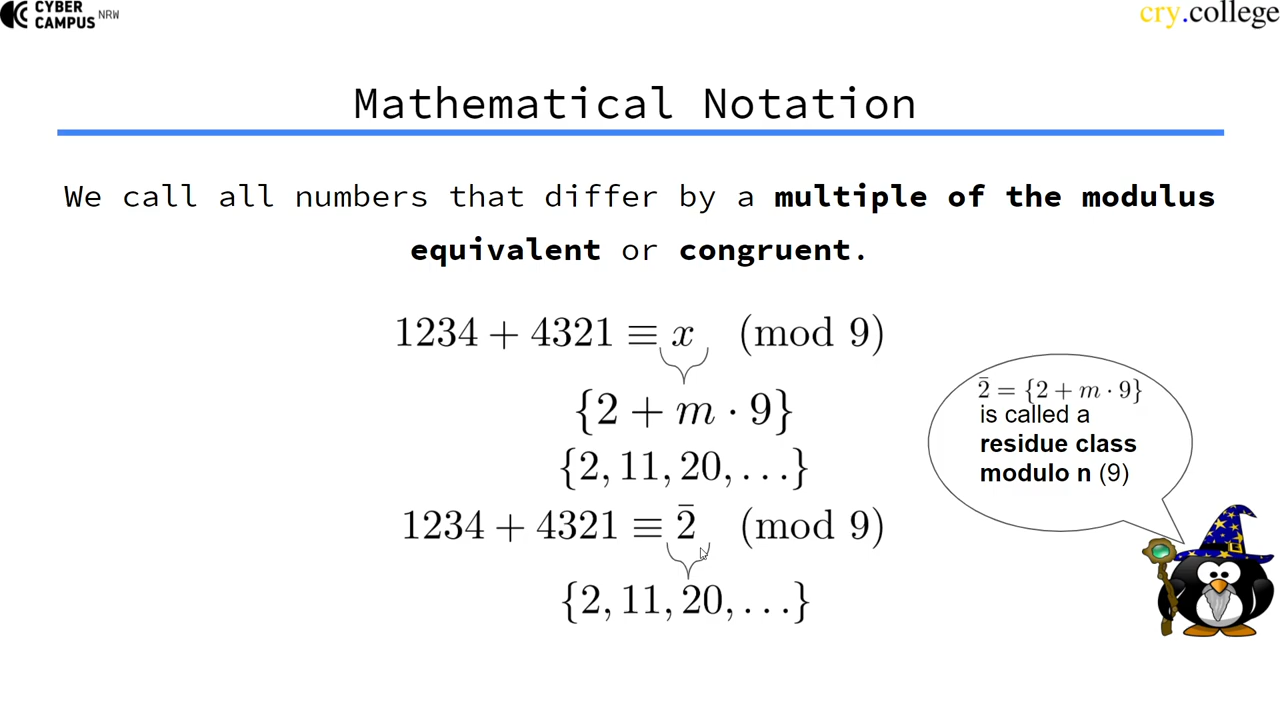 CYBER
CAMPUS NRW
cry.college
Mathematical Notation
We call all numbers that differ by a multiple of the modulus
equivalent or congruent.
1234 + 4321 ≡ x (mod 9)
{2 + m · 9}
{2, 11, 20, . . .}
1234 + 4321 ≡ 2̄ (mod 9)
{2, 11, 20, . . .}
2̄ = {2 + m · 9}
is called a
residue class
modulo n (9)